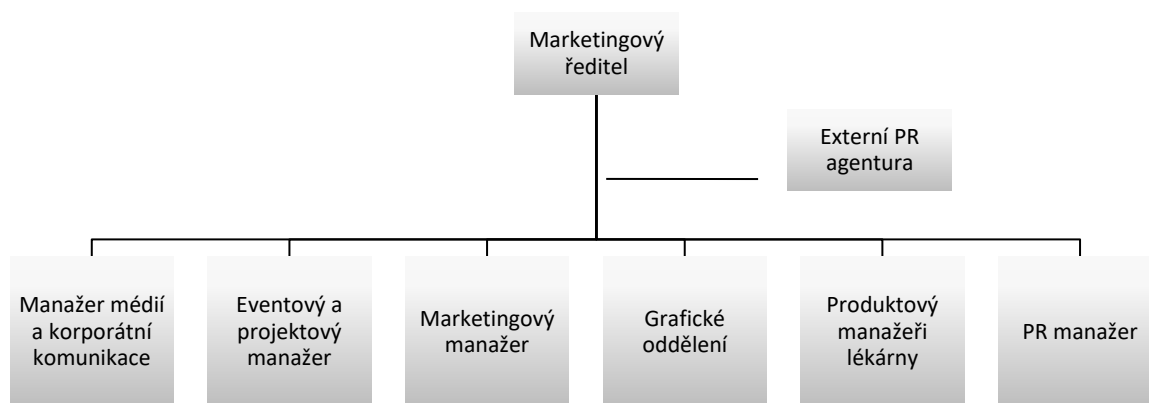 Marketingový
ředitel
Externí PR
agentura
Manažer médií
a korporátní
komunikace
Eventový a
projektový
manažer
Marketingový
manažer
Grafické
oddělení
Produktový
manažeři
lékárny
PR manažer